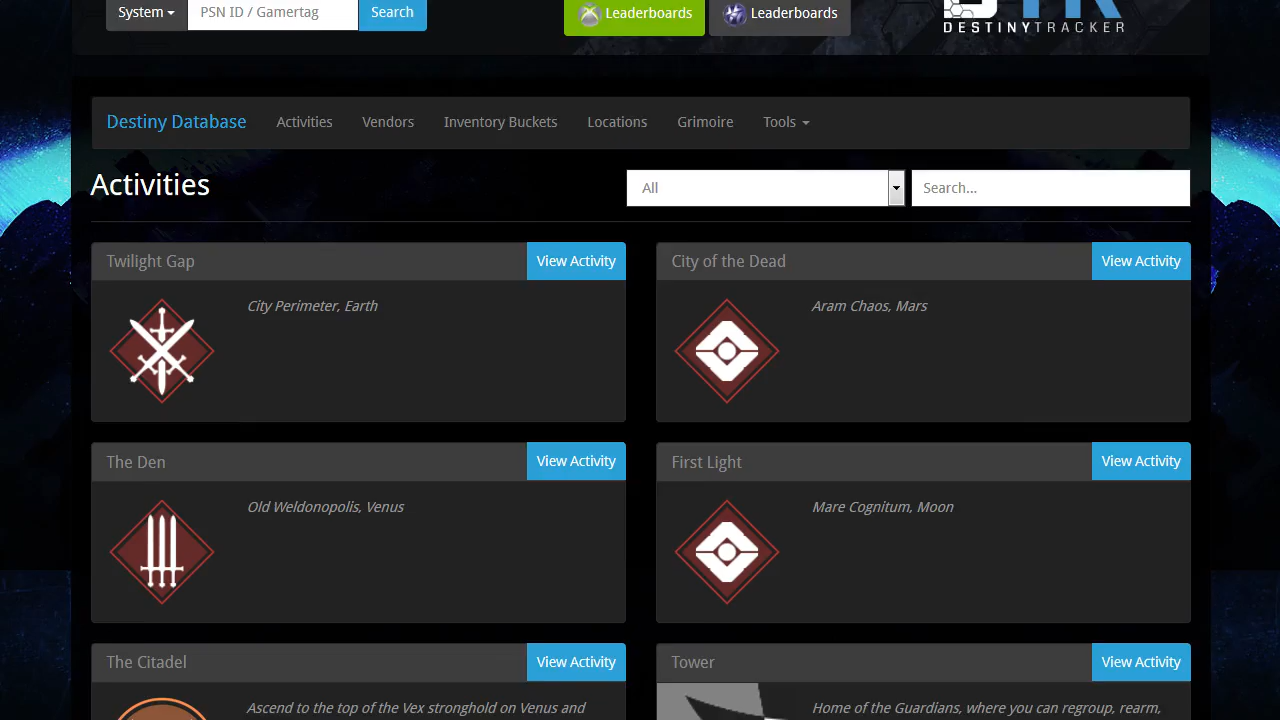 System PSN ID / Gamertag Search Leaderboards Leaderboards
DESTINYTRACKER
Destiny Database Activities Vendors Inventory Buckets Locations Grimoire Tools
Activities All Search...
Twilight Gap View Activity
City Perimeter, Earth
City of the Dead View Activity
Aram Chaos, Mars
The Den View Activity
Old Weldonopolis, Venus
First Light View Activity
Mare Cognitum, Moon
The Citadel View Activity
Ascend to the top of the Vex stronghold on Venus and
Tower View Activity
Home of the Guardians, where you can regroup, rearm,